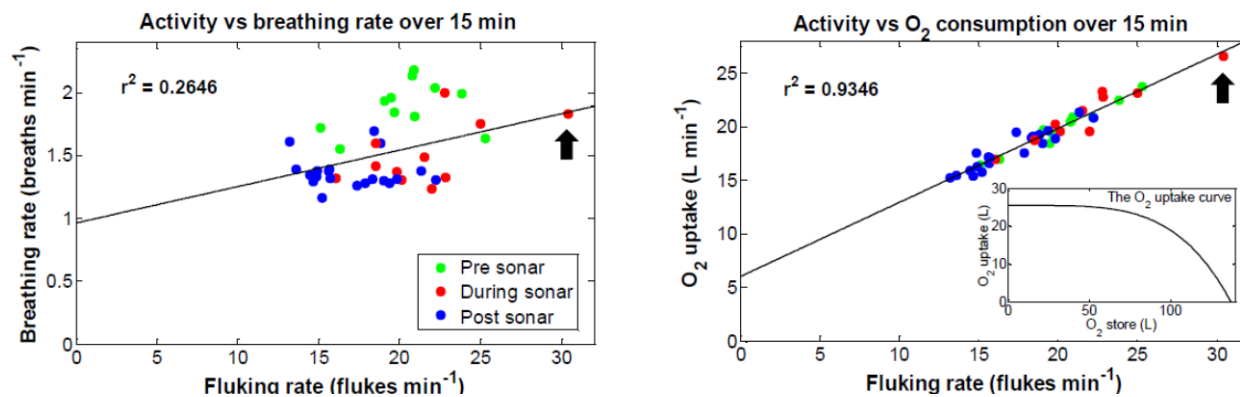 Activity vs breathing rate over 15 min
r² = 0.2646
Breathing rate (breaths min⁻¹)
2
1.5
1
0.5
0
Pre sonar
During sonar
Post sonar
0 5 10 15 20 25 30
Fluking rate (flukes min⁻¹)
Activity vs O₂ consumption over 15 min
r² = 0.9346
O₂ uptake (L min⁻¹)
25
20
15
10
5
0
The O₂ uptake curve
O₂ uptake (L)
30
20
10
0
0 50 100
O₂ store (L)
0 5 10 15 20 25 30
Fluking rate (flukes min⁻¹)